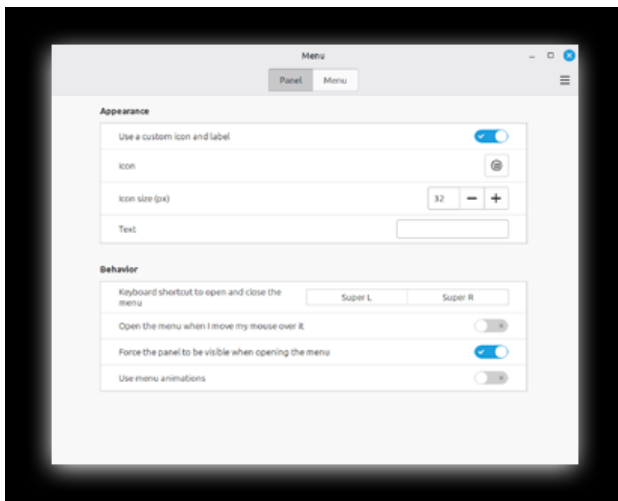 Menu
Panel Menu
Appearance
Use a custom icon and label
Icon
Icon size (px) 32
Text
Behavior
Keyboard shortcut to open and close the
menu
Super L Super R
Open the menu when I move my mouse over it
Force the panel to be visible when opening the menu
Use menu animations